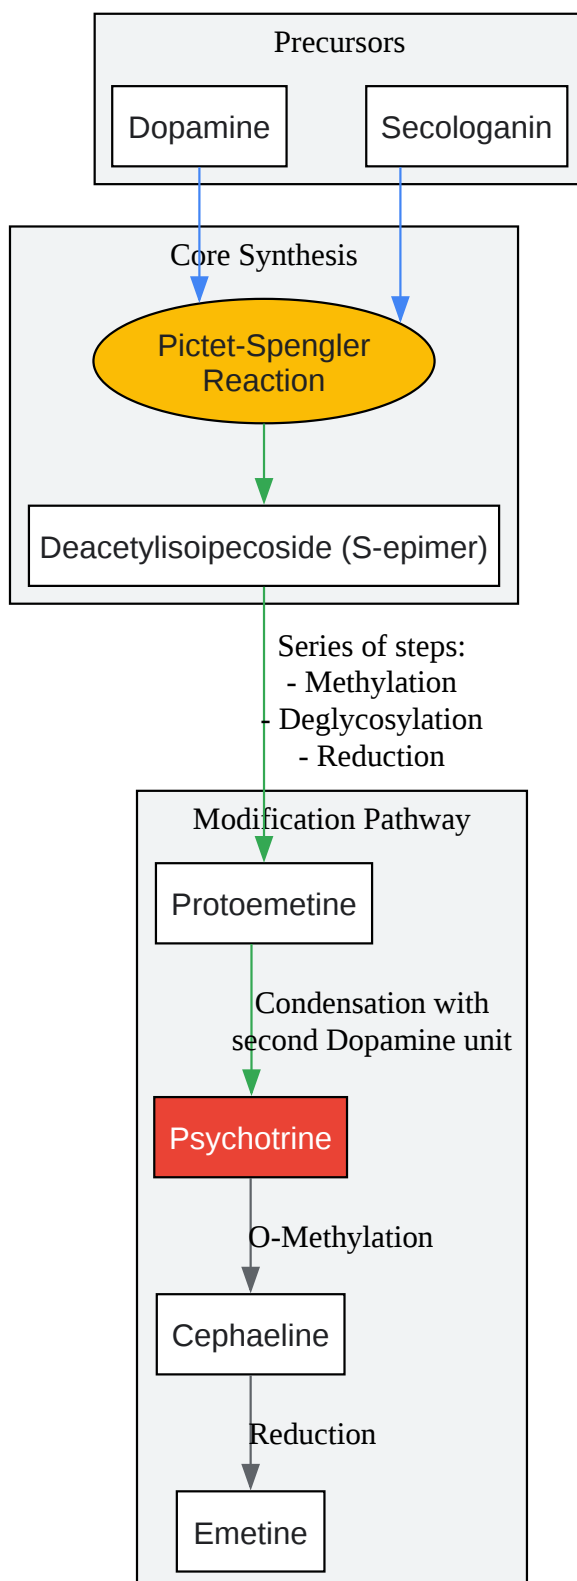 Precursors
Dopamine
Secologanin
Core Synthesis
Pictet-Spengler
Reaction
Deacetylisoipecoside (S-epimer)
Series of steps:
- Methylation
- Deglycosylation
- Reduction
Modification Pathway
Protoemetine
Condensation with
second Dopamine unit
Psychotrine
O-Methylation
Cephaeline
Reduction
Emetine